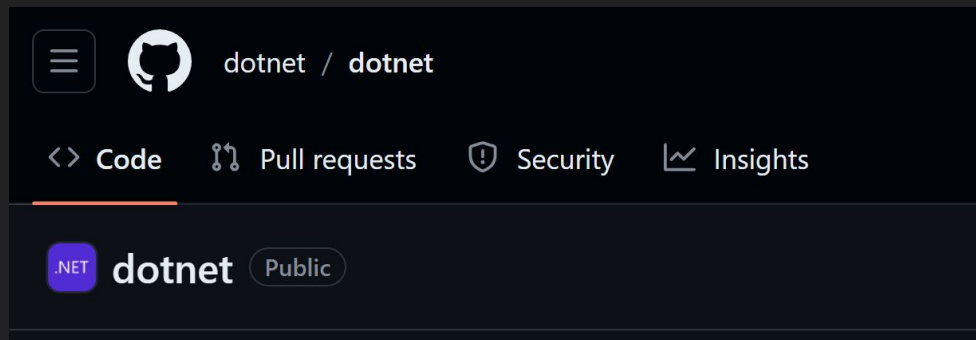 dotnet / dotnet
Code Pull requests Security Insights
.NET dotnet Public